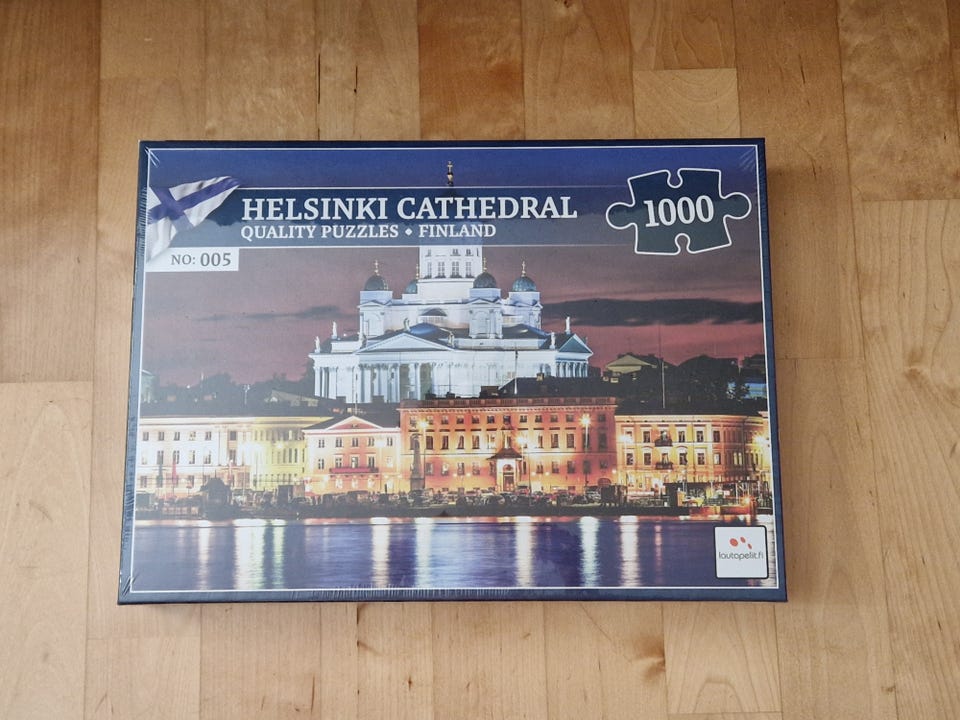 HELSINKI CATHEDRAL
QUALITY PUZZLES • FINLAND
1000
NO: 005
lautapelit.fi